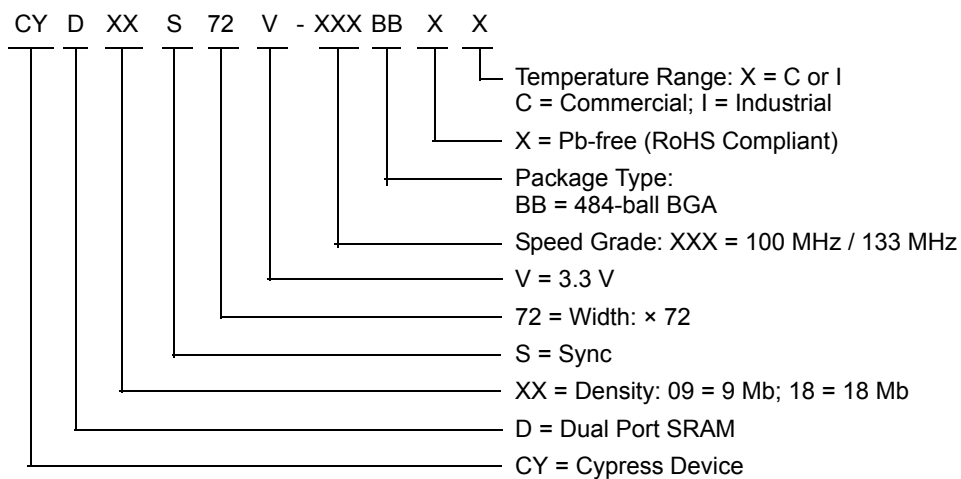 CY D XX S 72 V - XXX BB X X
Temperature Range: X = C or I
C = Commercial; I = Industrial
X = Pb-free (RoHS Compliant)
Package Type:
BB = 484-ball BGA
Speed Grade: XXX = 100 MHz / 133 MHz
V = 3.3 V
72 = Width: × 72
S = Sync
XX = Density: 09 = 9 Mb; 18 = 18 Mb
D = Dual Port SRAM
CY = Cypress Device